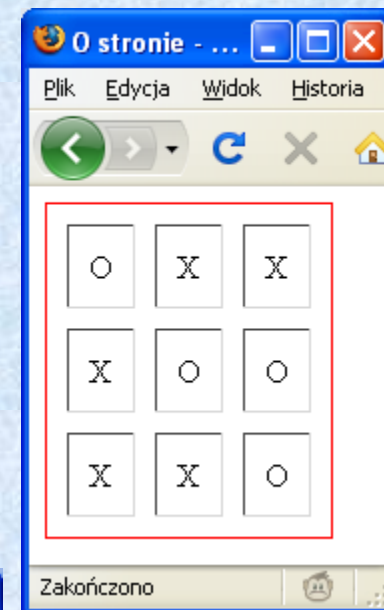 O stronie - ...
Plik Edycja Widok Historia
O X X
X O O
X X O
Zakończono